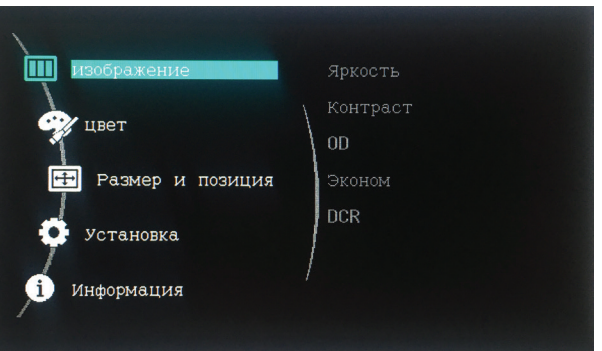 изображение
цвет
Размер и позиция
Установка
Информация
Яркость
Контраст
OD
Эконом
DCR